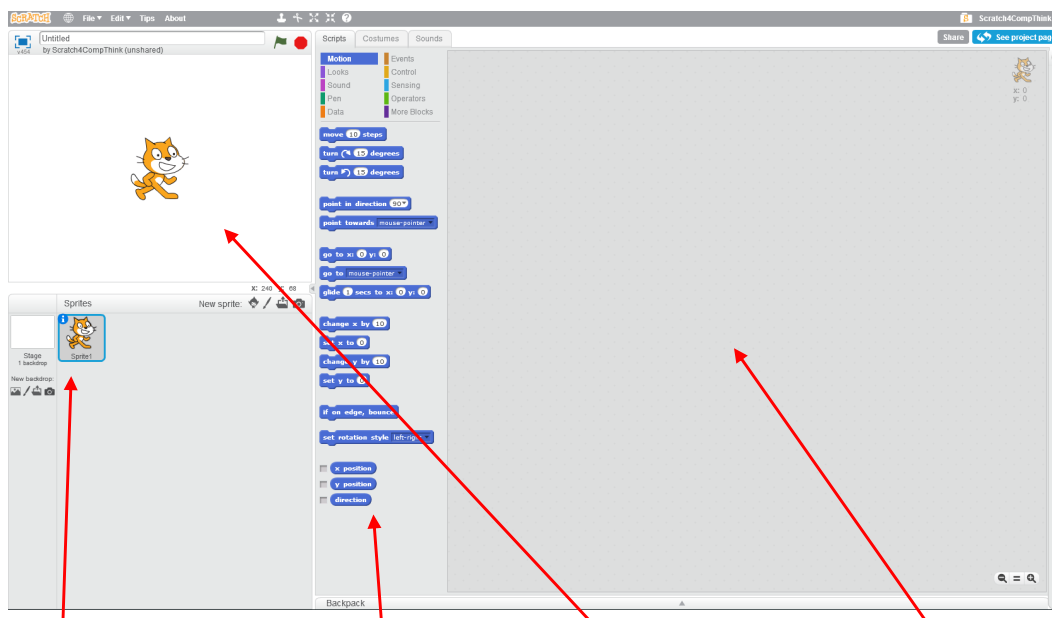 SCRATCH File Edit Tips About
Scratch4CompThink
v454 Untitled
by Scratch4CompThink (unshared)
Scripts Costumes Sounds
Share See project pag
Motion Events
Looks Control
Sound Sensing
Pen Operators
Data More Blocks
x: 0
y: 0
move 10 steps
turn 15 degrees
turn 15 degrees
point in direction 90
point towards mouse-pointer
go to x: 0 y: 0
go to mouse-pointer
glide 1 secs to x: 0 y: 0
change x by 10
set x to 0
change y by 10
set y to 0
if on edge, bounce
set rotation style left-right
x position
y position
direction
X: 240 68
Sprites New sprite:
Stage
1 backdrop
Sprite1
New backdrop:
Backpack